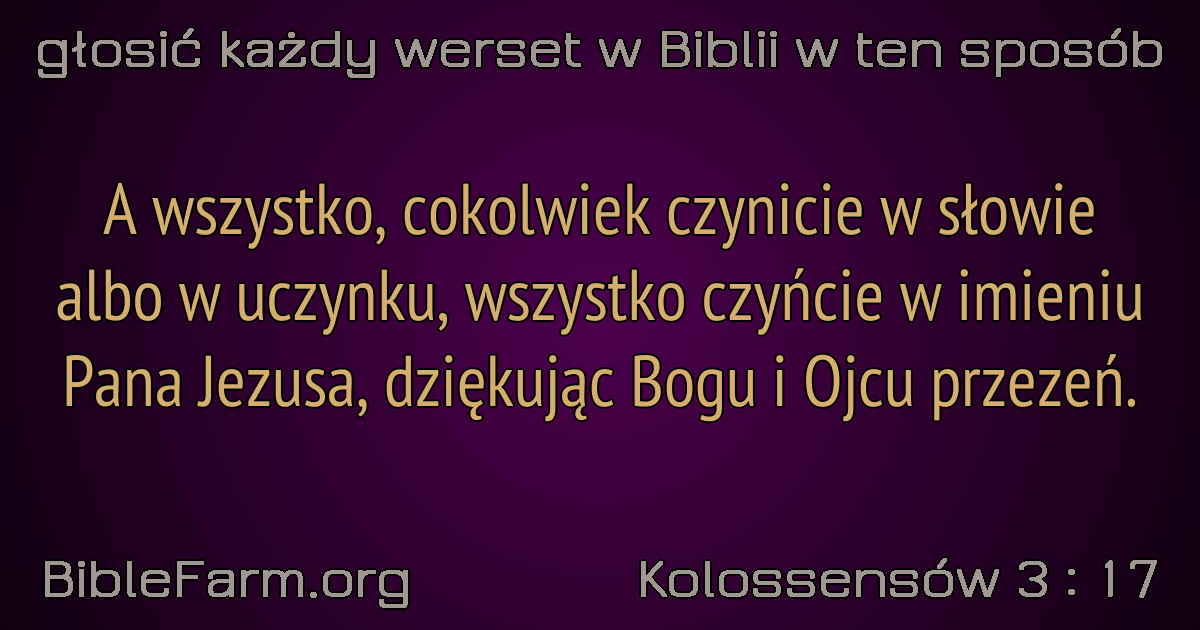 głosić każdy werset w Biblii w ten sposób
A wszystko, cokolwiek czynicie w słowie
albo w uczynku, wszystko czyńcie w imieniu
Pana Jezusa, dziękując Bogu i Ojcu przezeń.
BibleFarm.org
Kolossensów 3 : 17